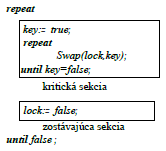 repeat
key:= true;
repeat
Swap(lock,key);
until key=false;
kritická sekcia
lock:= false;
zostávajúca sekcia
until false ;